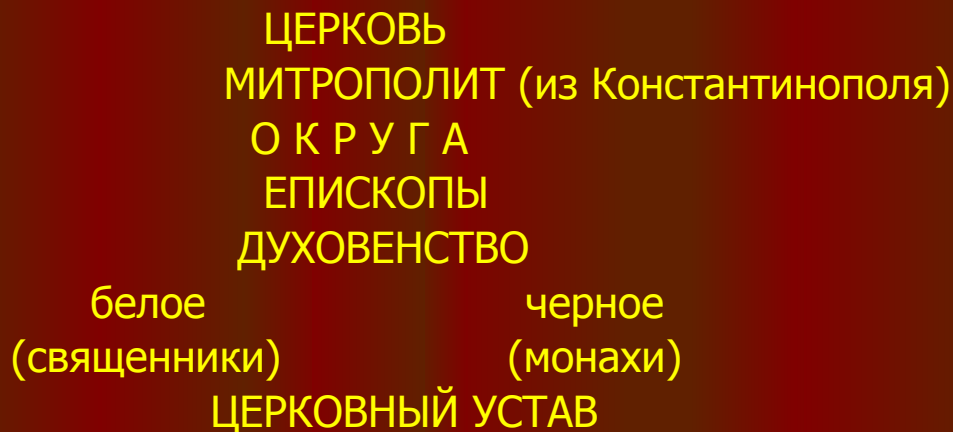 ЦЕРКОВЬ
МИТРОПОЛИТ (из Константинополя)
О К Р У Г А
ЕПИСКОПЫ
ДУХОВЕНСТВО
белое черное
(священники) (монахи)
ЦЕРКОВНЫЙ УСТАВ